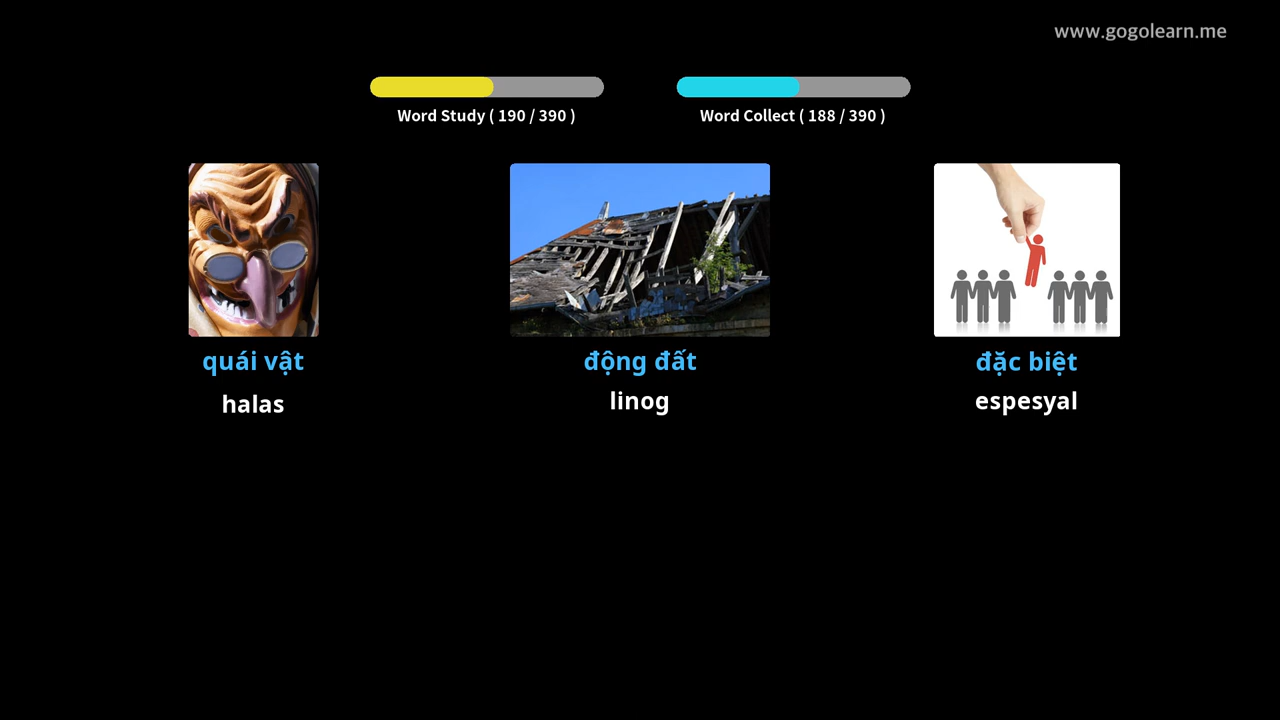 www.gogolearn.me
Word Study ( 190 / 390 )
Word Collect ( 188 / 390 )
quái vật
halas
động đất
linog
đặc biệt
espesyal